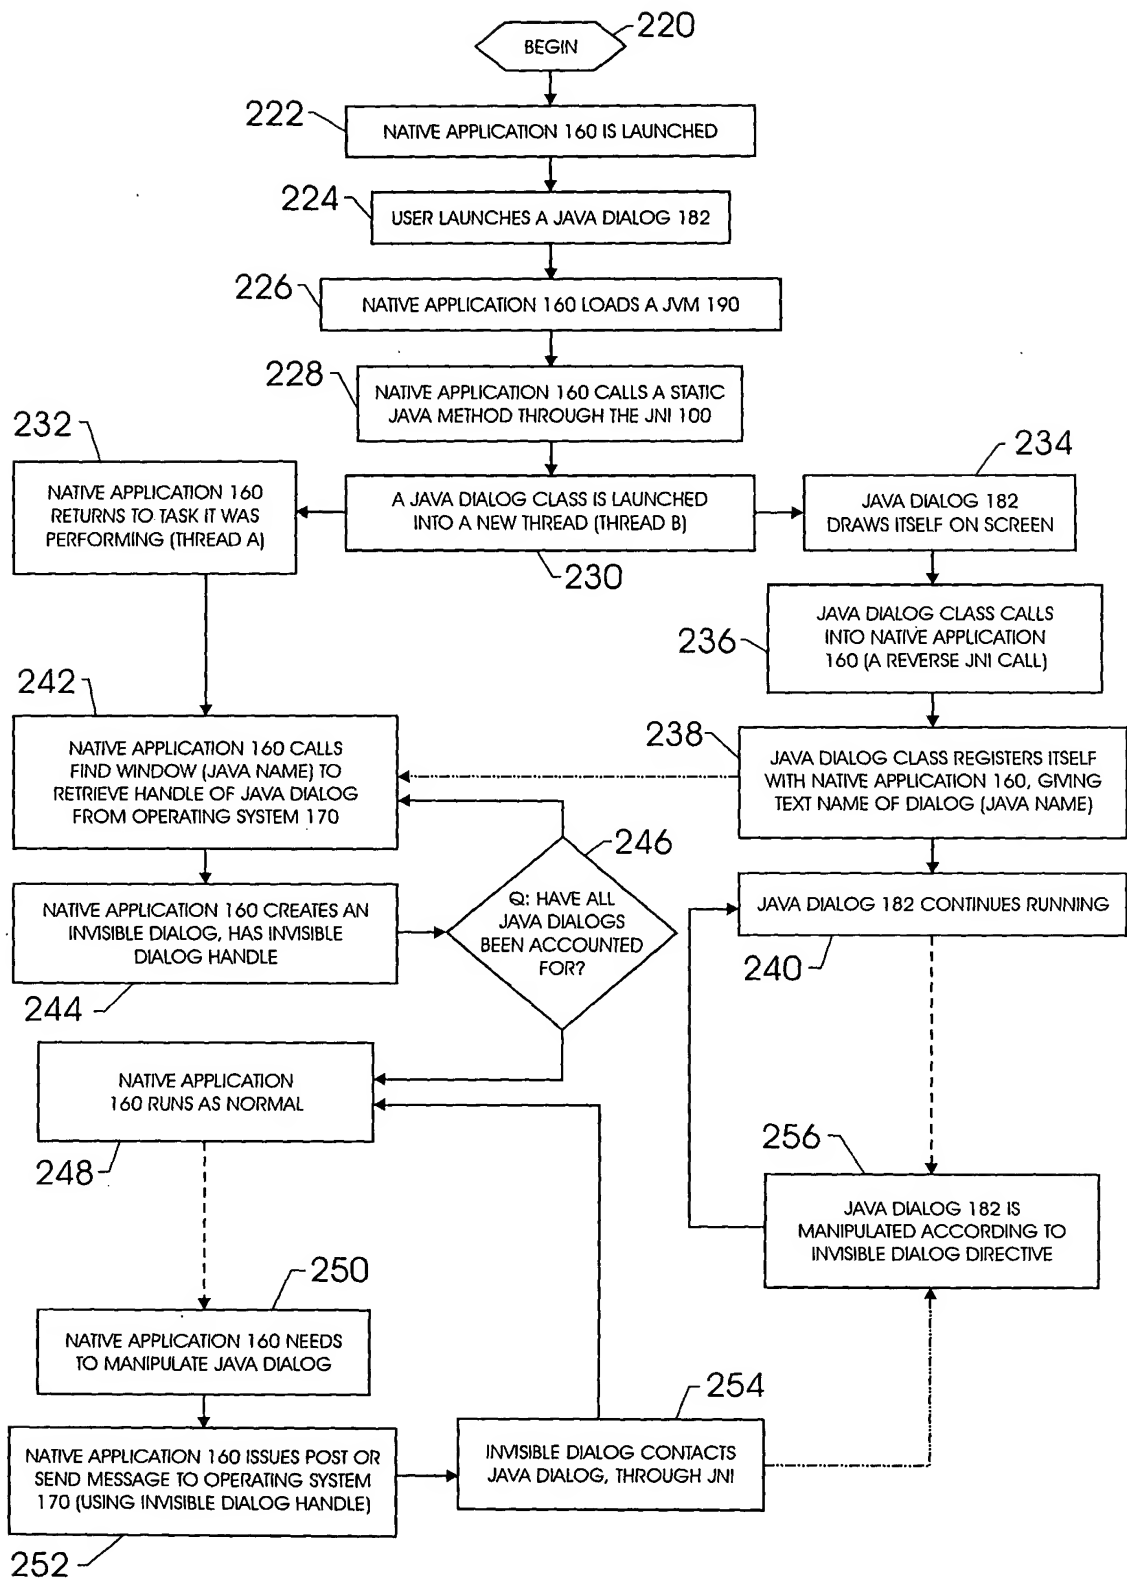 220
BEGIN
222
NATIVE APPLICATION 160 IS LAUNCHED
224
USER LAUNCHES A JAVA DIALOG 182
226
NATIVE APPLICATION 160 LOADS A JVM 190
228
NATIVE APPLICATION 160 CALLS A STATIC
JAVA METHOD THROUGH THE JNI 100
232
NATIVE APPLICATION 160
RETURNS TO TASK IT WAS
PERFORMING (THREAD A)
A JAVA DIALOG CLASS IS LAUNCHED
INTO A NEW THREAD (THREAD B)
230
234
JAVA DIALOG 182
DRAWS ITSELF ON SCREEN
236
JAVA DIALOG CLASS CALLS
INTO NATIVE APPLICATION
160 (A REVERSE JNI CALL)
238
JAVA DIALOG CLASS REGISTERS ITSELF
WITH NATIVE APPLICATION 160, GIVING
TEXT NAME OF DIALOG (JAVA NAME)
242
NATIVE APPLICATION 160 CALLS
FIND WINDOW (JAVA NAME) TO
RETRIEVE HANDLE OF JAVA DIALOG
FROM OPERATING SYSTEM 170
246
Q: HAVE ALL
JAVA DIALOGS
BEEN ACCOUNTED
FOR?
NATIVE APPLICATION 160 CREATES AN
INVISIBLE DIALOG, HAS INVISIBLE
DIALOG HANDLE
244
JAVA DIALOG 182 CONTINUES RUNNING
240
NATIVE APPLICATION
160 RUNS AS NORMAL
248
256
JAVA DIALOG 182 IS
MANIPULATED ACCORDING TO
INVISIBLE DIALOG DIRECTIVE
250
NATIVE APPLICATION 160 NEEDS
TO MANIPULATE JAVA DIALOG
254
INVISIBLE DIALOG CONTACTS
JAVA DIALOG, THROUGH JNI
NATIVE APPLICATION 160 ISSUES POST OR
SEND MESSAGE TO OPERATING SYSTEM
170 (USING INVISIBLE DIALOG HANDLE)
252